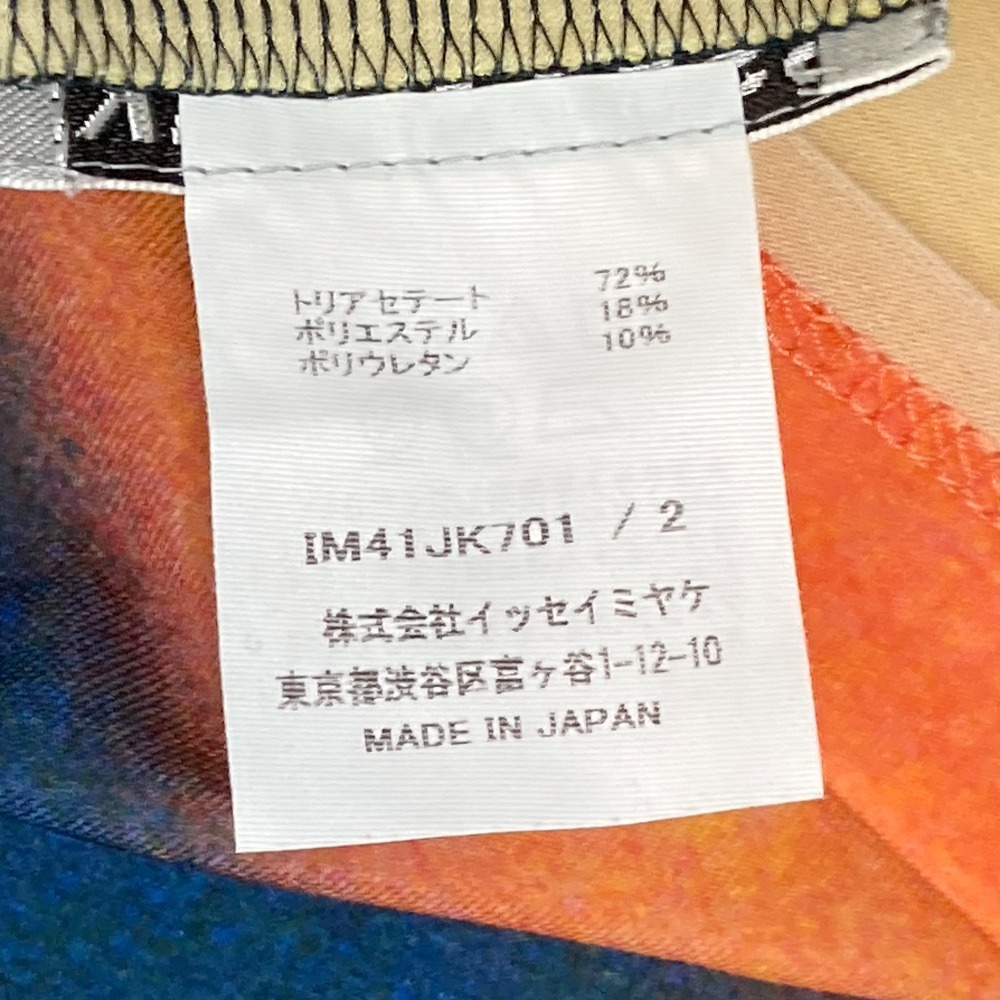 トリアセテート 72%
ポリエステル 18%
ポリウレタン 10%
IM41JK701 / 2
株式会社イッセイミヤケ
東京都渋谷区富ヶ谷1-12-10
MADE IN JAPAN